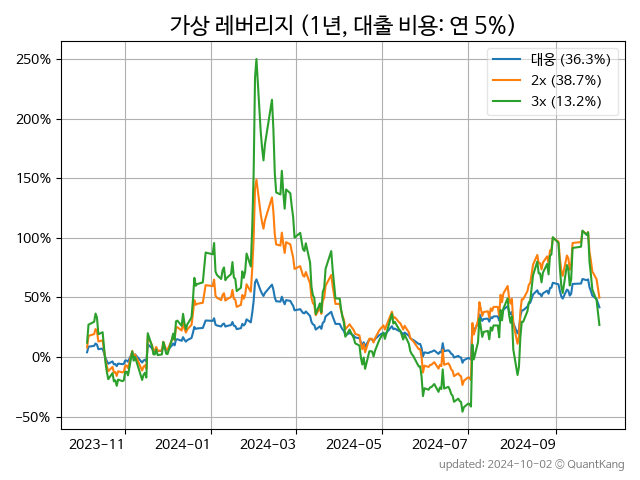 가상 레버리지 (1년, 대출 비용: 연 5%)
대웅 (36.3%)
2x (38.7%)
3x (13.2%)
250%
200%
150%
100%
50%
0%
−50%
2023-11
2024-01
2024-03
2024-05
2024-07
2024-09
updated: 2024-10-02 © QuantKang